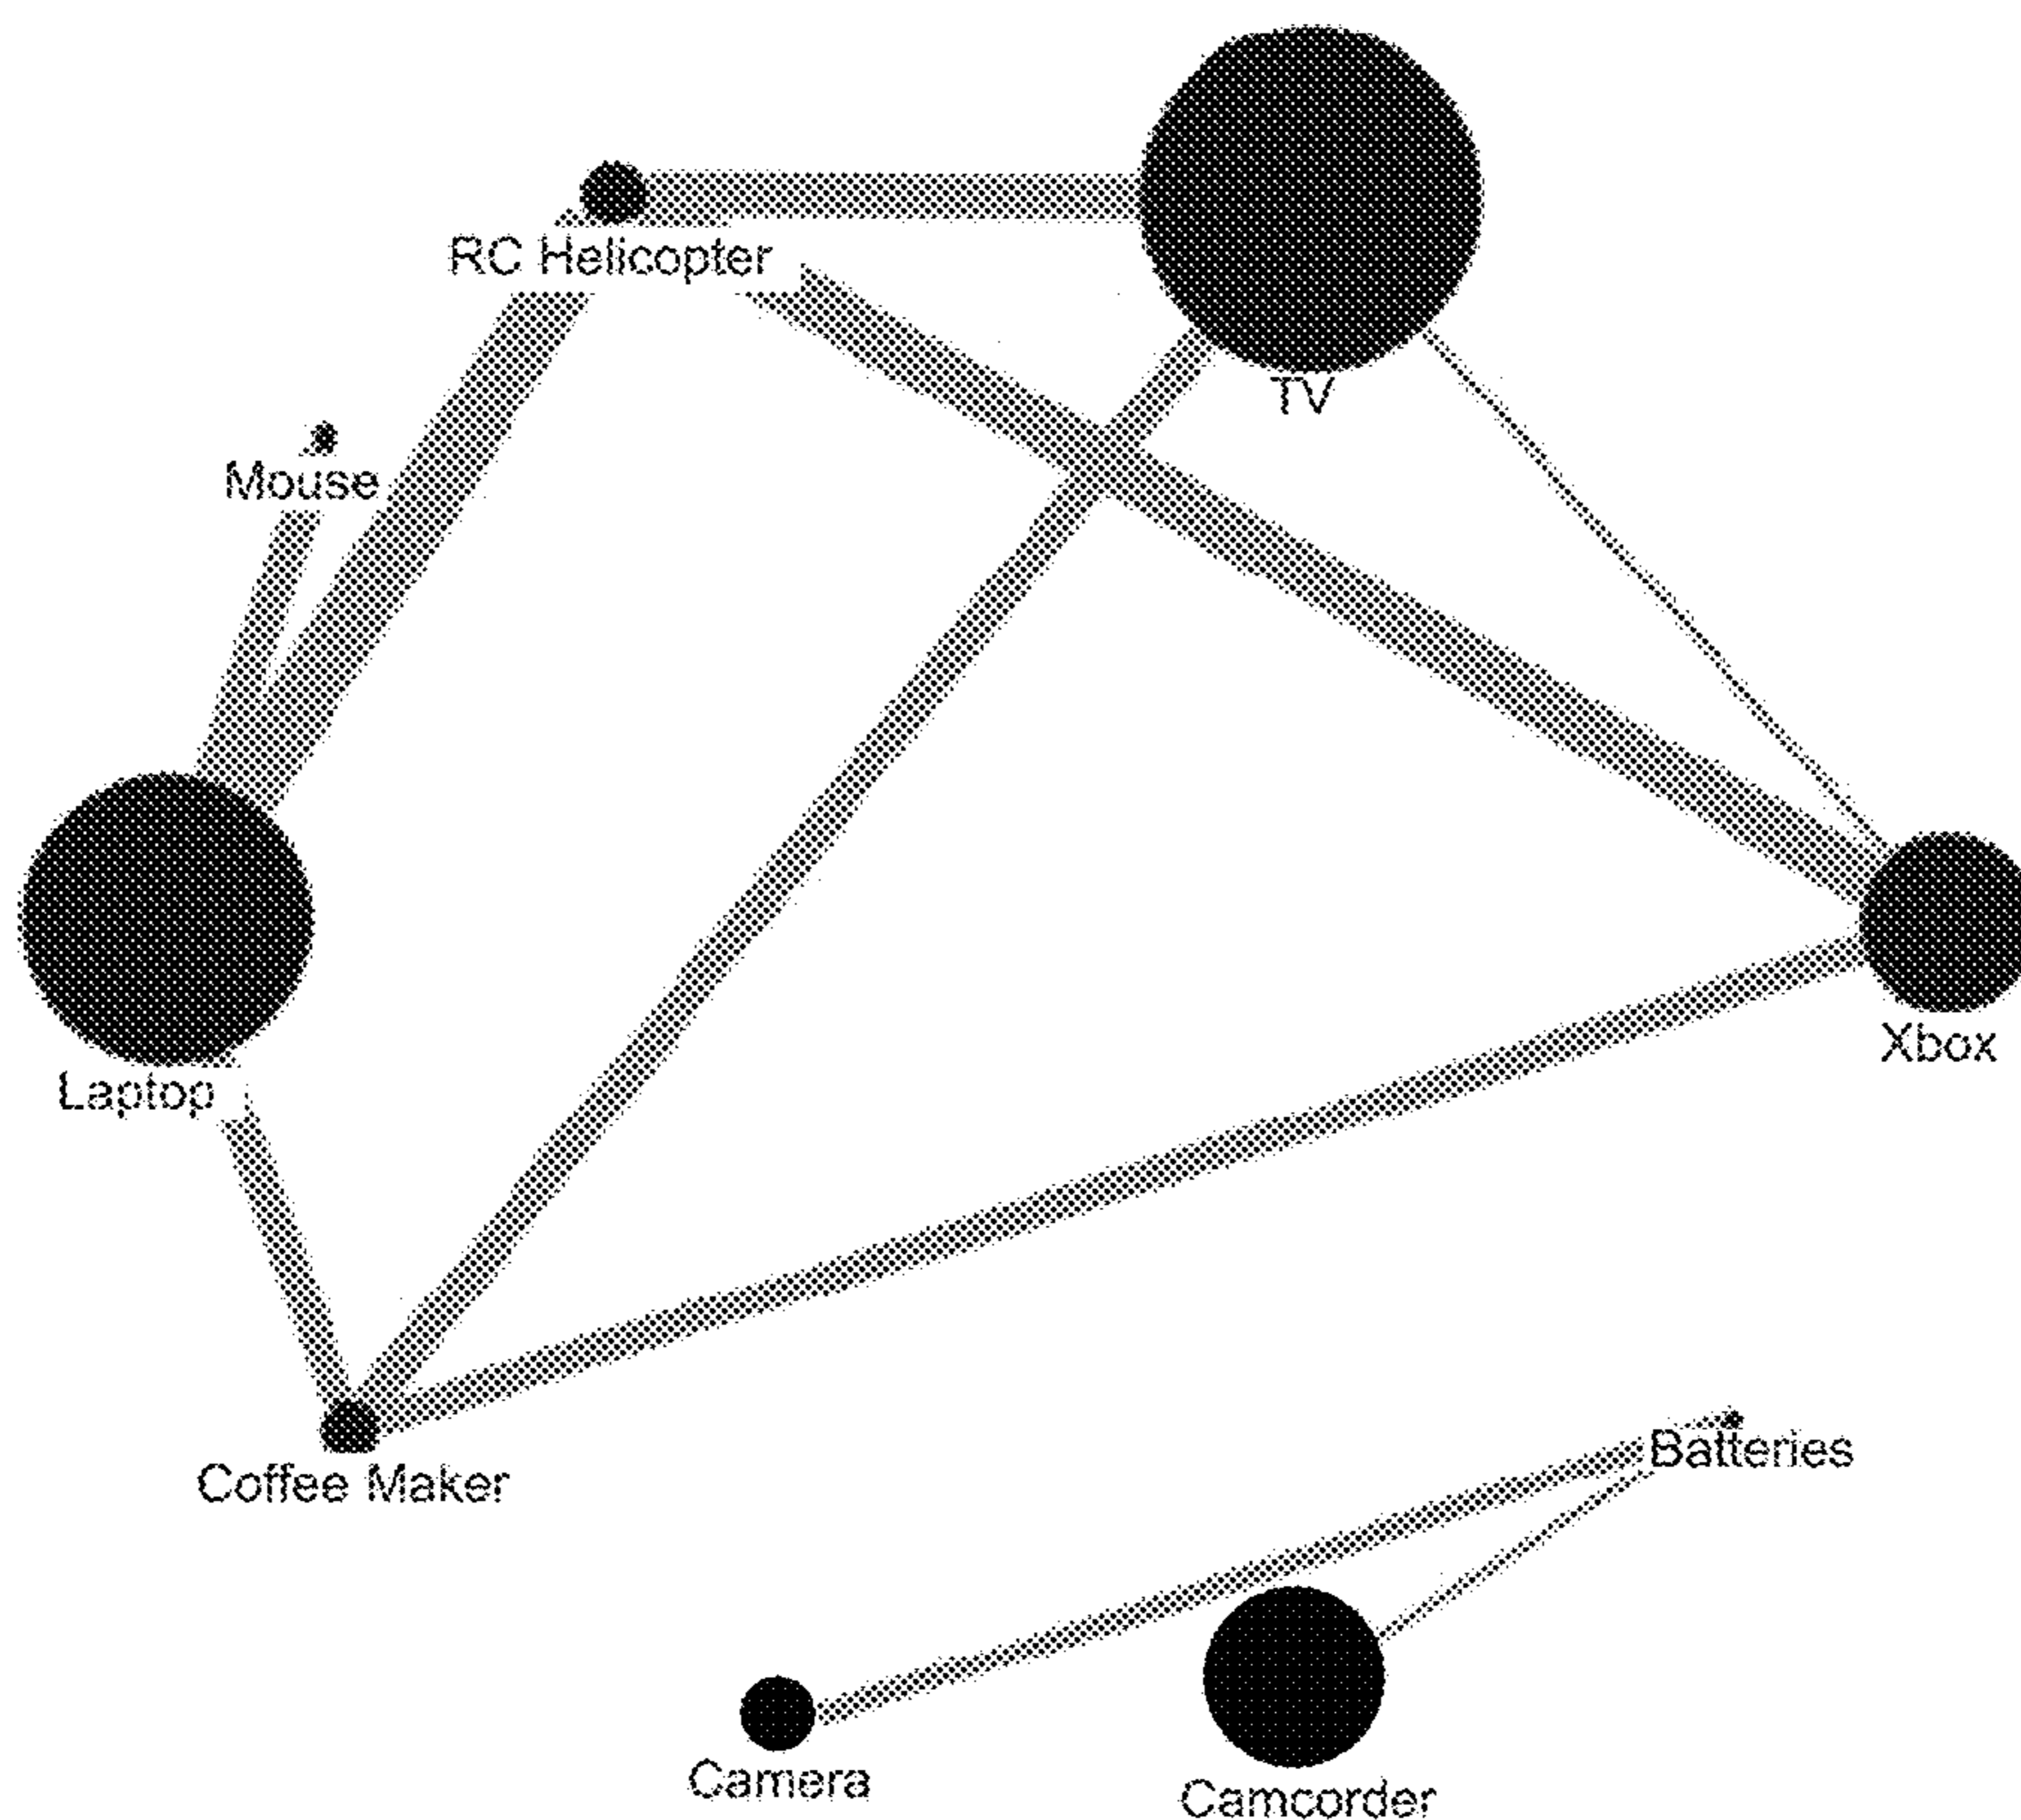 RC Helicopter
TV
Mouse
Laptop
Xbox
Coffee Maker
Batteries
Camera
Camcorder